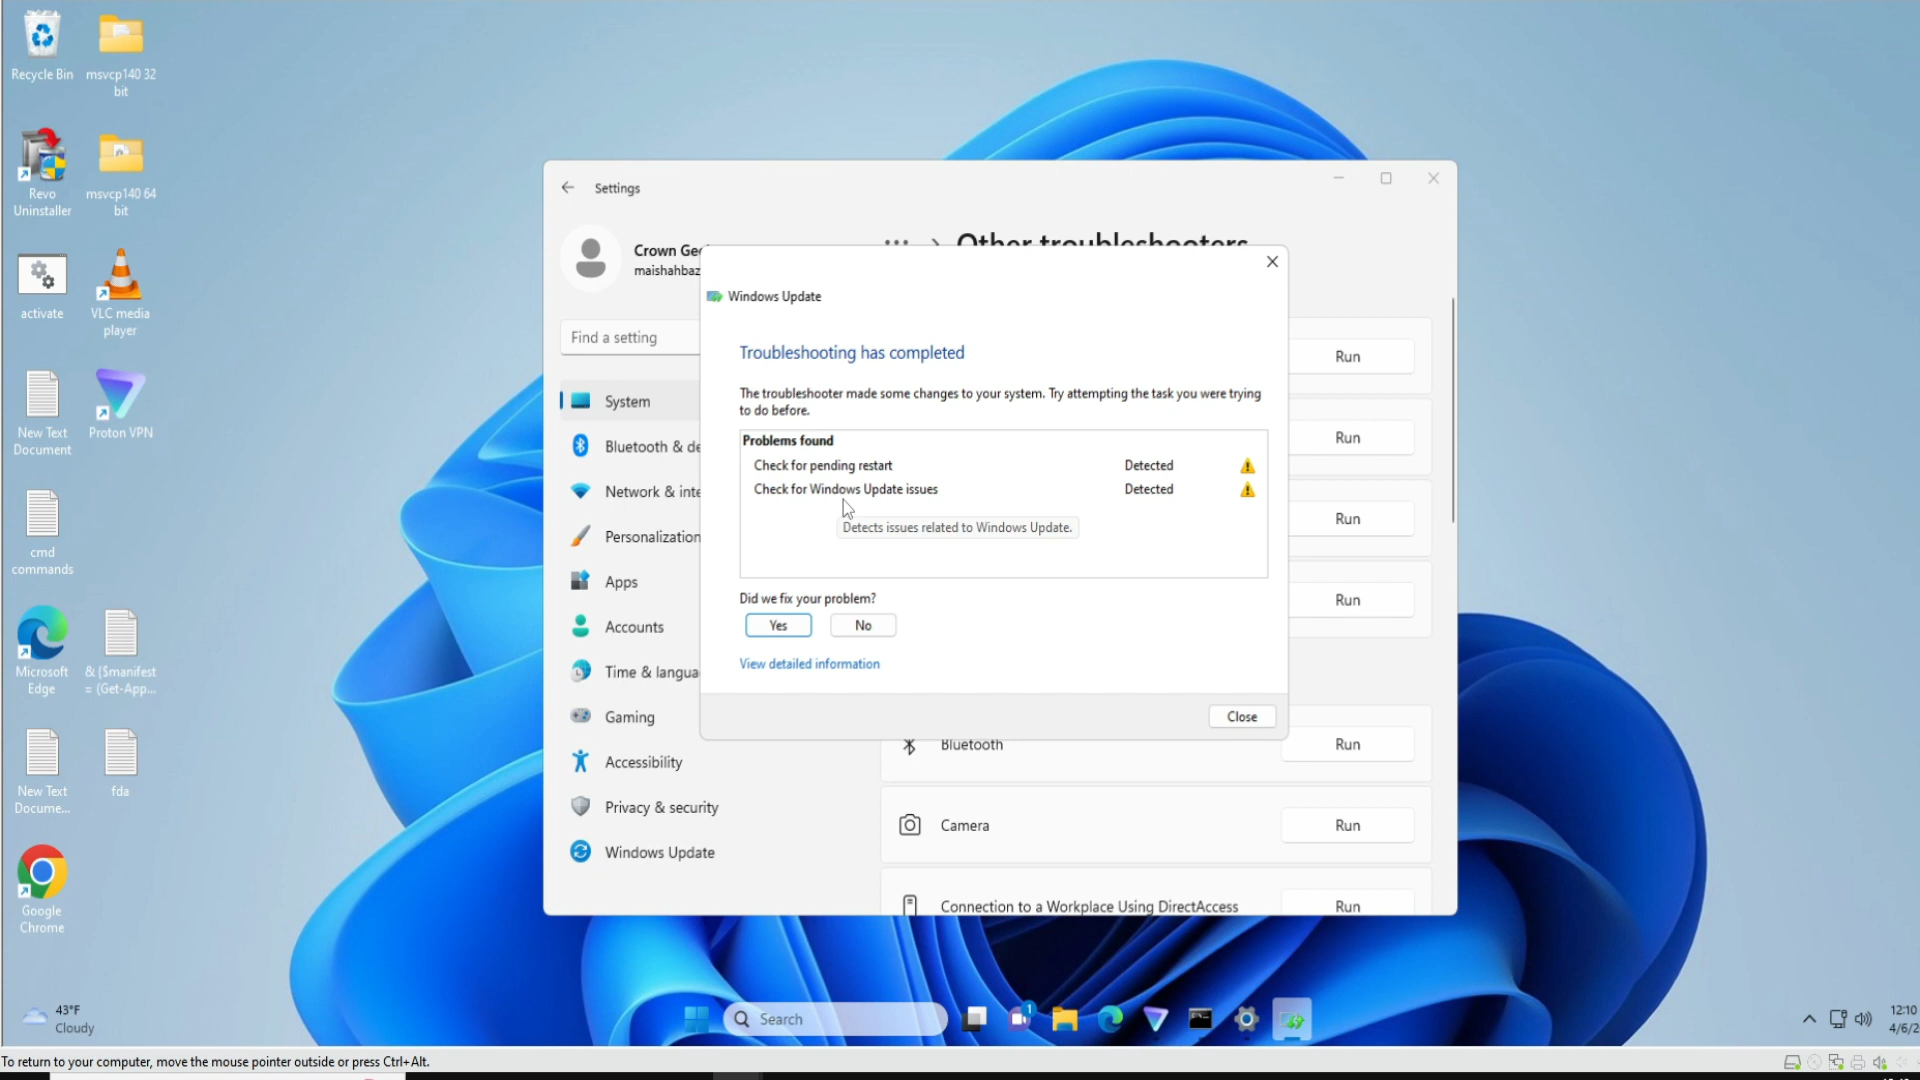 Recycle Bin
msvcp140 32
bit
Revo
Uninstaller
msvcp140 64
bit
activate
VLC media
player
New Text
Document
Proton VPN
cmd
commands
Microsoft
Edge
& {$manifest
= (Get-App...
New Text
Docume...
fda
Google
Chrome
43°F
Cloudy
Settings
Crown Ge
maishahbaz
Find a setting
System
Bluetooth & de
Network & inte
Personalization
Apps
Accounts
Time & langua
Gaming
Accessibility
Privacy & security
Windows Update
Other troubleshooters
Run
Run
Run
Run
Bluetooth
Run
Camera
Run
Connection to a Workplace Using DirectAccess
Run
Windows Update
Troubleshooting has completed
The troubleshooter made some changes to your system. Try attempting the task you were trying
to do before.
Problems found
Check for pending restart Detected
Check for Windows Update issues Detected
Detects issues related to Windows Update.
Did we fix your problem?
Yes No
View detailed information
Close
Search
1
12:10
4/6/2
To return to your computer, move the mouse pointer outside or press Ctrl+Alt.